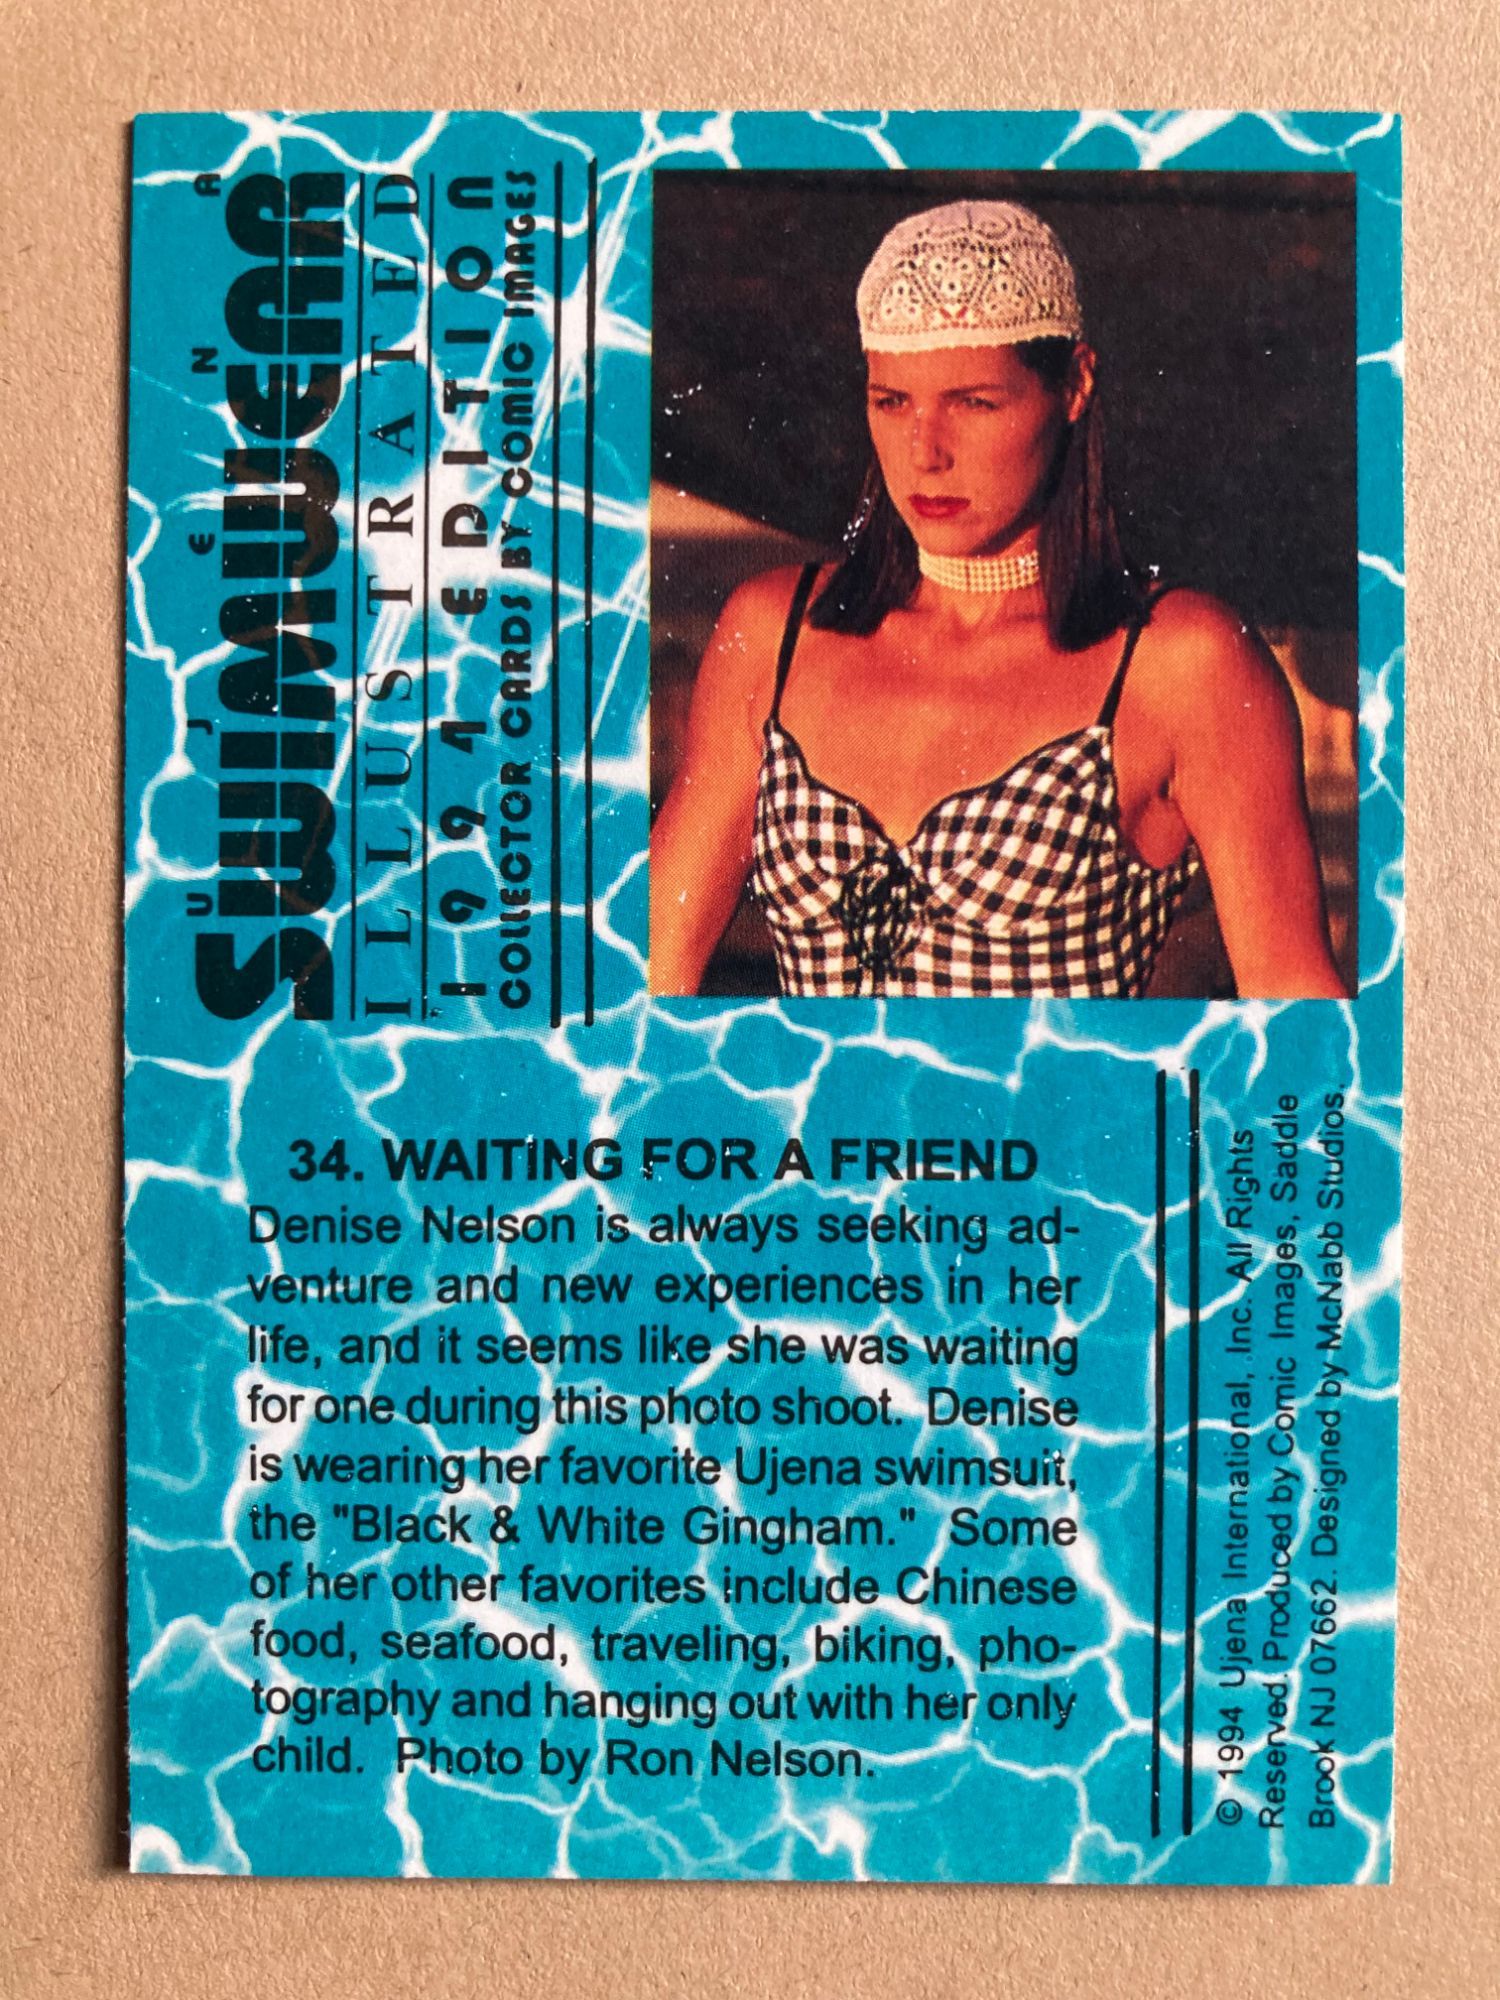 UJENA
SWIMWEAR
ILLUSTRATED
1994 EDITION
COLLECTOR CARDS BY COMIC IMAGES
34. WAITING FOR A FRIEND
Denise Nelson is always seeking ad-
venture and new experiences in her
life, and it seems like she was waiting
for one during this photo shoot. Denise
is wearing her favorite Ujena swimsuit,
the "Black & White Gingham." Some
of her other favorites include Chinese
food, seafood, traveling, biking, pho-
tography and hanging out with her only
child. Photo by Ron Nelson.
© 1994 Ujena International, Inc. All Rights
Reserved. Produced by Comic Images, Saddle
Brook NJ 07662. Designed by McNabb Studios.